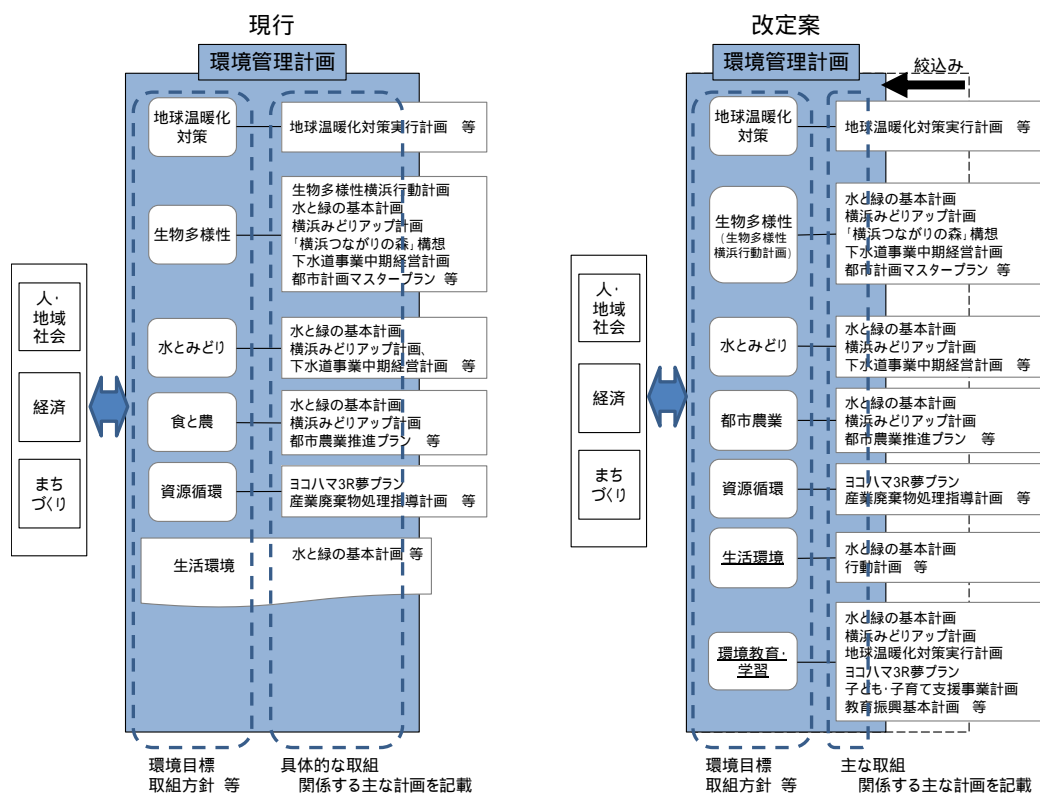 現行
環境管理計画
地球温暖化
対策
地球温暖化対策実行計画 等
生物多様性
生物多様性横浜行動計画
水と緑の基本計画
横浜みどりアップ計画
「横浜つながりの森」構想
下水道事業中期経営計画
都市計画マスタープラン 等
人・
地域
社会
経済
まち
づくり
水とみどり
水と緑の基本計画
横浜みどりアップ計画、
下水道事業中期経営計画 等
食と農
水と緑の基本計画
横浜みどりアップ計画
都市農業推進プラン 等
資源循環
ヨコハマ3R夢プラン
産業廃棄物処理指導計画 等
生活環境
水と緑の基本計画 等
環境目標
取組方針 等
具体的な取組
関係する主な計画を記載
改定案
環境管理計画
絞込み
地球温暖化
対策
地球温暖化対策実行計画 等
生物多様性
(生物多様性
横浜行動計画)
水と緑の基本計画
横浜みどりアップ計画
「横浜つながりの森」構想
下水道事業中期経営計画
都市計画マスタープラン 等
人・
地域
社会
経済
まち
づくり
水とみどり
水と緑の基本計画
横浜みどりアップ計画
下水道事業中期経営計画 等
都市農業
水と緑の基本計画
横浜みどりアップ計画
都市農業推進プラン 等
資源循環
ヨコハマ3R夢プラン
産業廃棄物処理指導計画 等
生活環境
水と緑の基本計画
行動計画 等
環境教育・
学習
水と緑の基本計画
横浜みどりアップ計画
地球温暖化対策実行計画
ヨコハマ3R夢プラン
子ども・子育て支援事業計画
教育振興基本計画 等
環境目標
取組方針 等
主な取組
関係する主な計画を記載